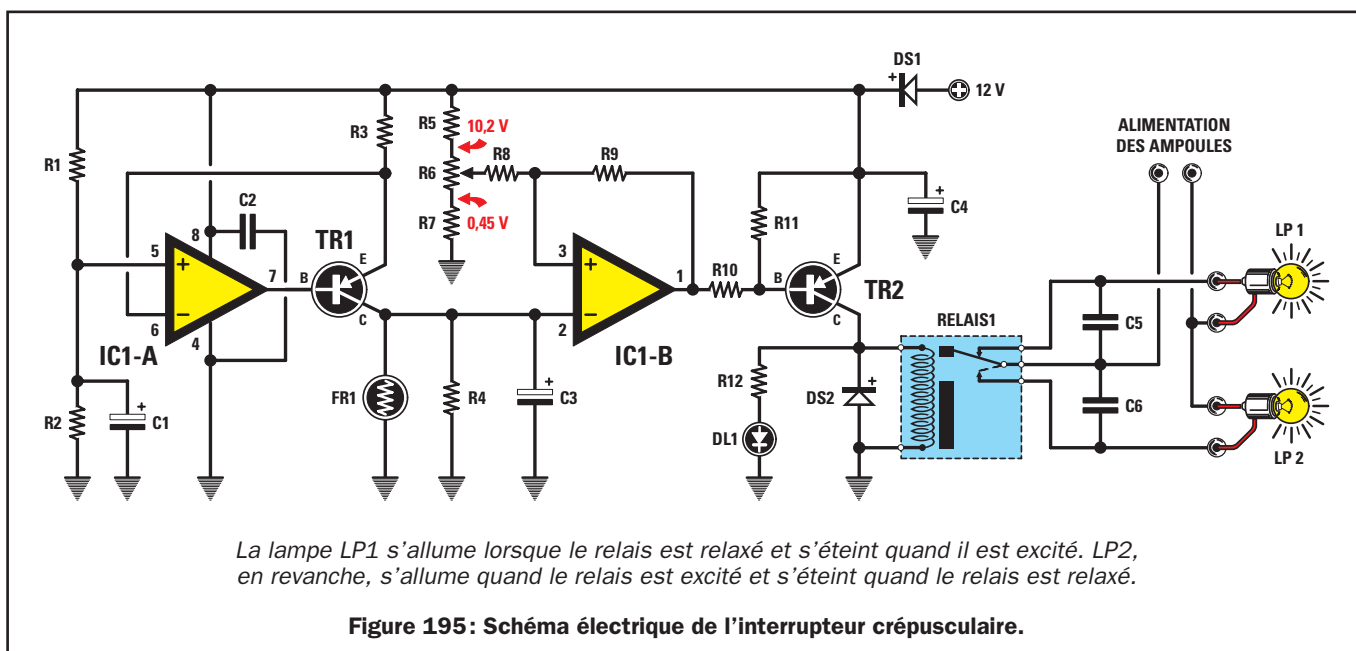 DS1
+
12 V
ALIMENTATION
DES AMPOULES
R1
R3
R5
10,2 V
R6
R8
R9
R7
0,45 V
R11
+
C4
C2
8
TR1
E
B
C
5
+
7
6
−
4
IC1-A
3
+
1
2
−
IC1-B
R10
E
B
C
TR2
LP 1
RELAIS1
C5
R2
+
C1
FR1
R4
+
C3
R12
DS2
+
DL1
C6
LP 2
La lampe LP1 s’allume lorsque le relais est relaxé et s’éteint quand il est excité. LP2,
en revanche, s’allume quand le relais est excité et s’éteint quand le relais est relaxé.
Figure 195: Schéma électrique de l’interrupteur crépusculaire.